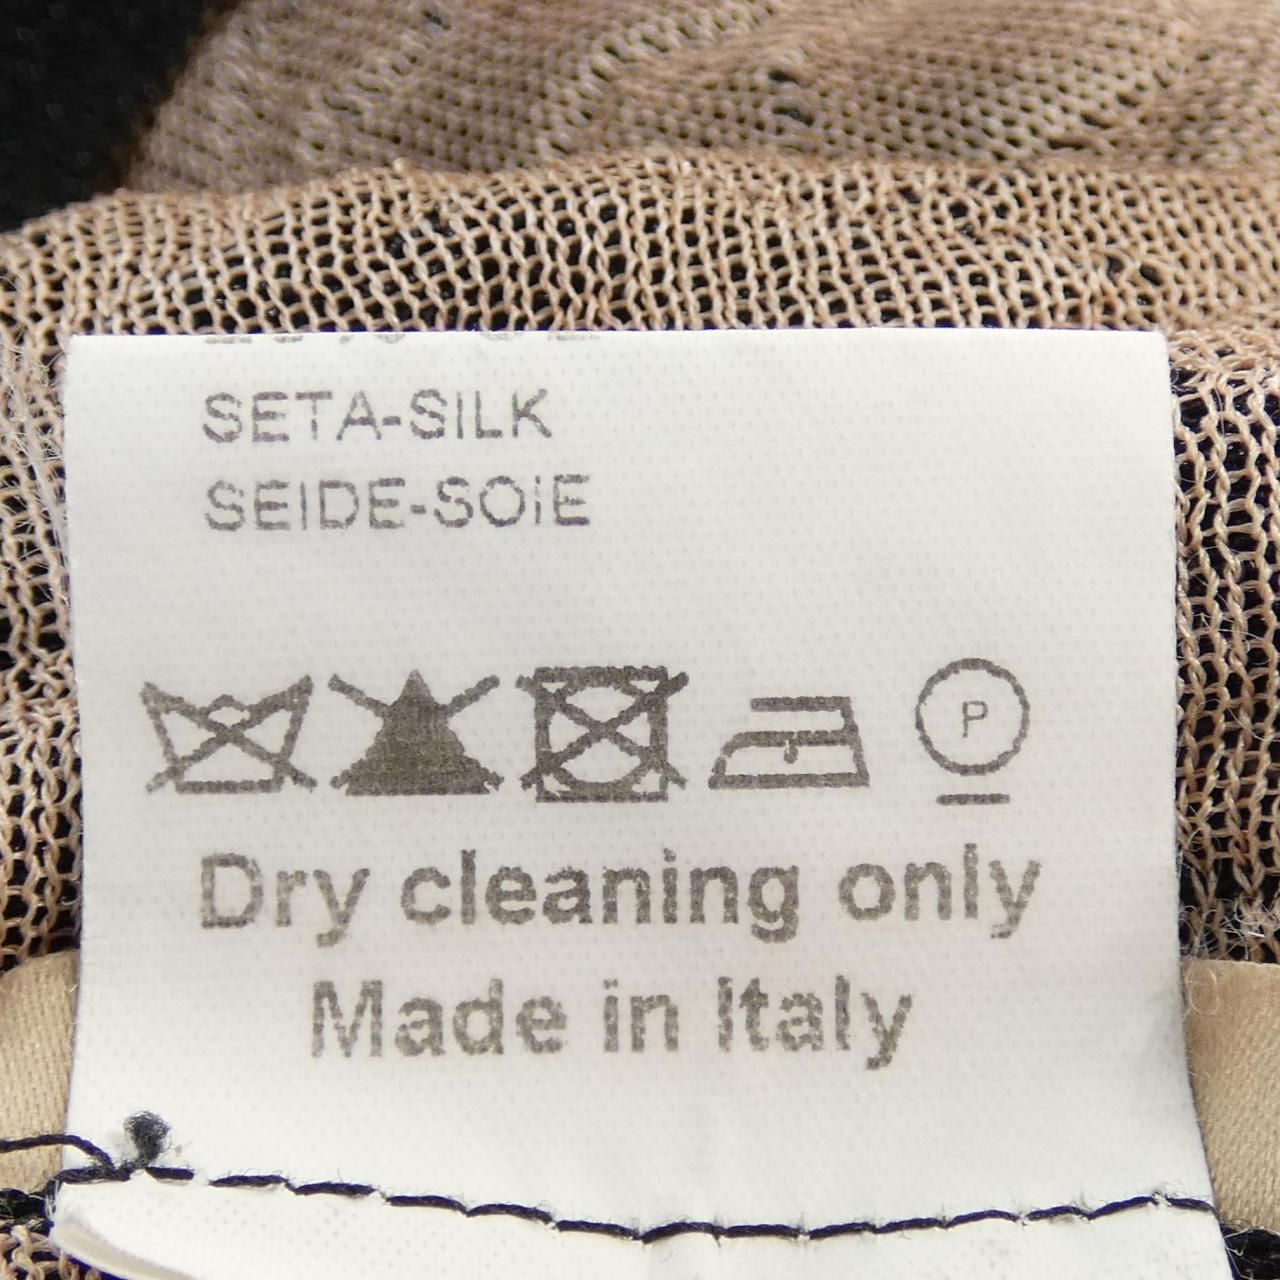 SETA-SILK
SEIDE-SOiE
P
Dry cleaning only
Made in Italy